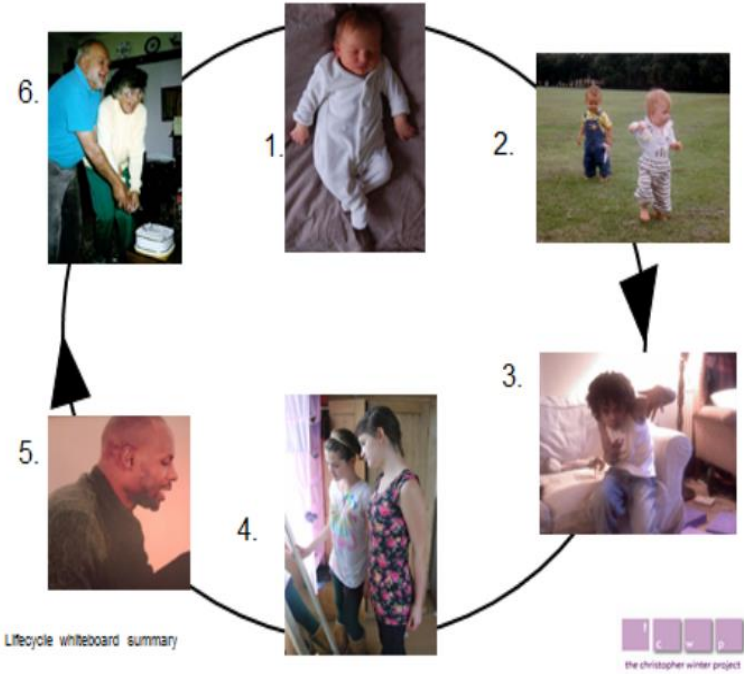 1.
2.
3.
4.
5.
6.
Lifecycle whiteboard summary
f c w p
the christopher winter project